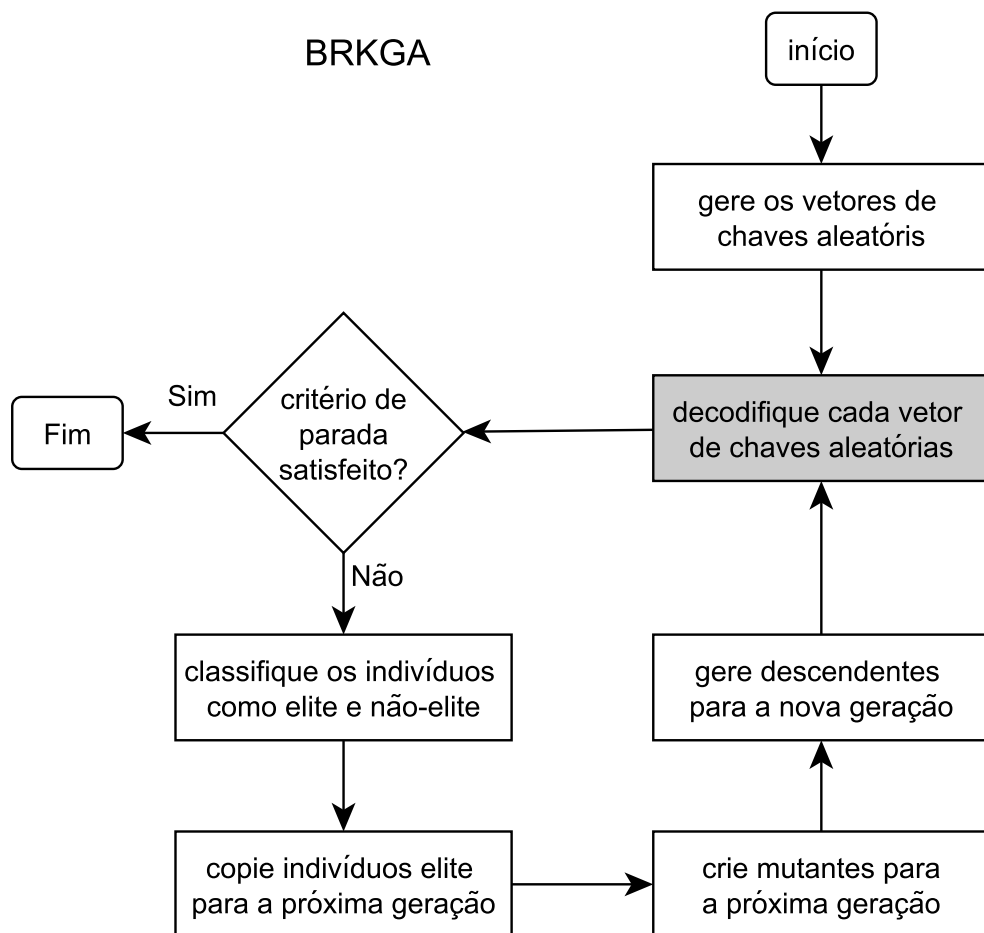 BRKGA
início
gere os vetores de
chaves aleatóris
decodifique cada vetor
de chaves aleatórias
critério de
parada
satisfeito?
Sim
Fim
Não
classifique os indivíduos
como elite e não-elite
copie indivíduos elite
para a próxima geração
crie mutantes para
a próxima geração
gere descendentes
para a nova geração